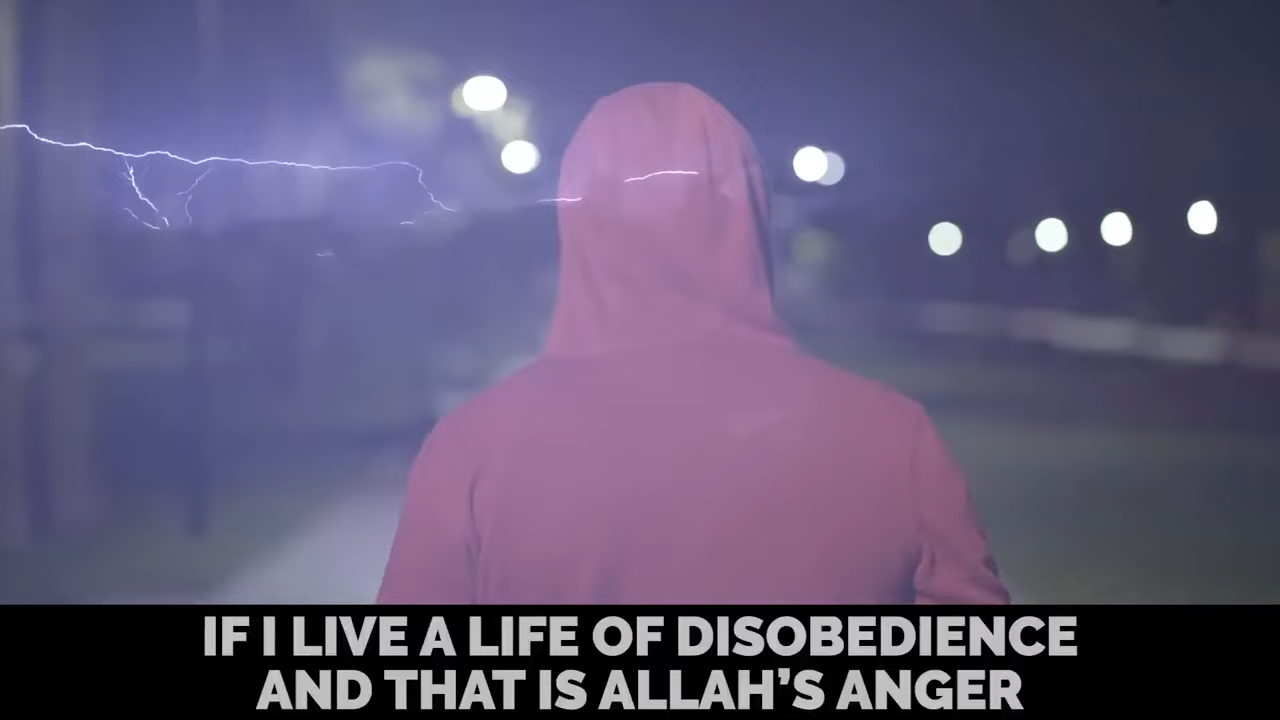 IF I LIVE A LIFE OF DISOBEDIENCE
AND THAT IS ALLAH'S ANGER